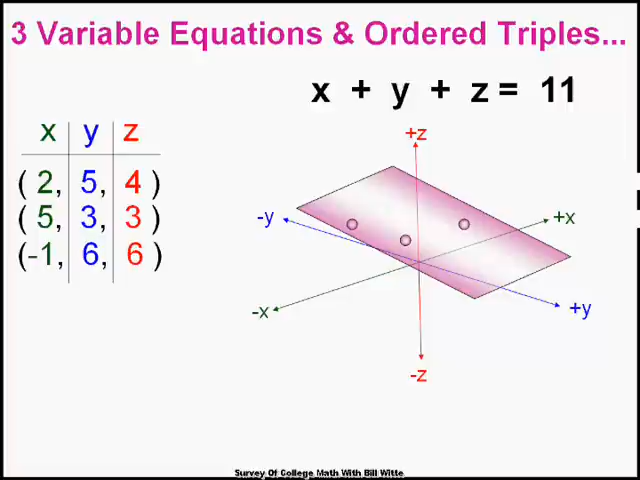 3 Variable Equations & Ordered Triples...
x + y + z = 11
x y z
( 2, 5, 4 )
( 5, 3, 3 )
(-1, 6, 6 )
+z
-y
+x
-x
+y
-z
Survey Of College Math With Bill Witte